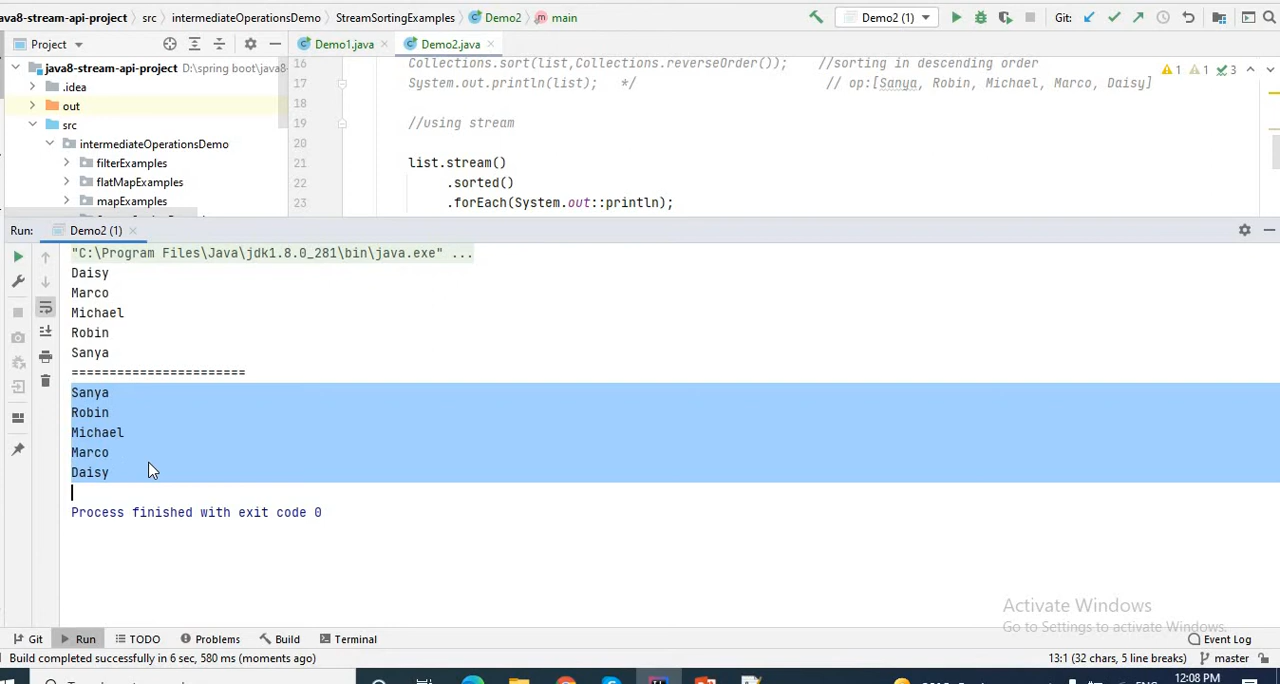 ava8-stream-api-project src intermediateOperationsDemo StreamSortingExamples Demo2 main Demo2 (1) Git:
Project Demo1.java Demo2.java
java8-stream-api-project D:\spring boot\java8-
.idea
out
src
intermediateOperationsDemo
filterExamples
flatMapExamples
mapExamples
16 Collections.sort(list,Collections.reverseOrder()); //sorting in descending order
17 System.out.println(list); */ // op:[Sanya, Robin, Michael, Marco, Daisy]
18
19 //using stream
20
21 list.stream()
22 .sorted()
23 .forEach(System.out::println);
1 1 3
Run: Demo2 (1)
"C:\Program Files\Java\jdk1.8.0_281\bin\java.exe" ...
Daisy
Marco
Michael
Robin
Sanya
=======================
Sanya
Robin
Michael
Marco
Daisy
Process finished with exit code 0
Activate Windows
Go to Settings to activate Windows.
Git Run TODO Problems Build Terminal Event Log
Build completed successfully in 6 sec, 580 ms (moments ago) 13:1 (32 chars, 5 line breaks) master
12:08 PM